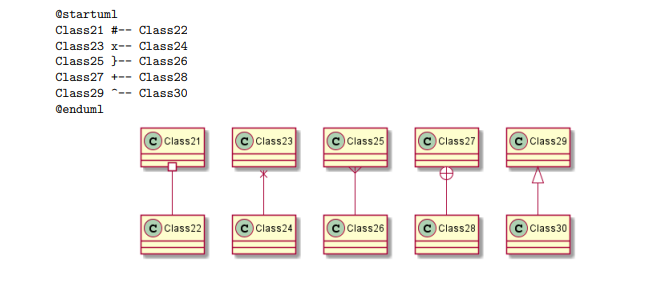 @startuml
Class21 #-- Class22
Class23 x-- Class24
Class25 }-- Class26
Class27 +-- Class28
Class29 ^-- Class30
@enduml
C Class21 C Class23 C Class25 C Class27 C Class29
C Class22 C Class24 C Class26 C Class28 C Class30